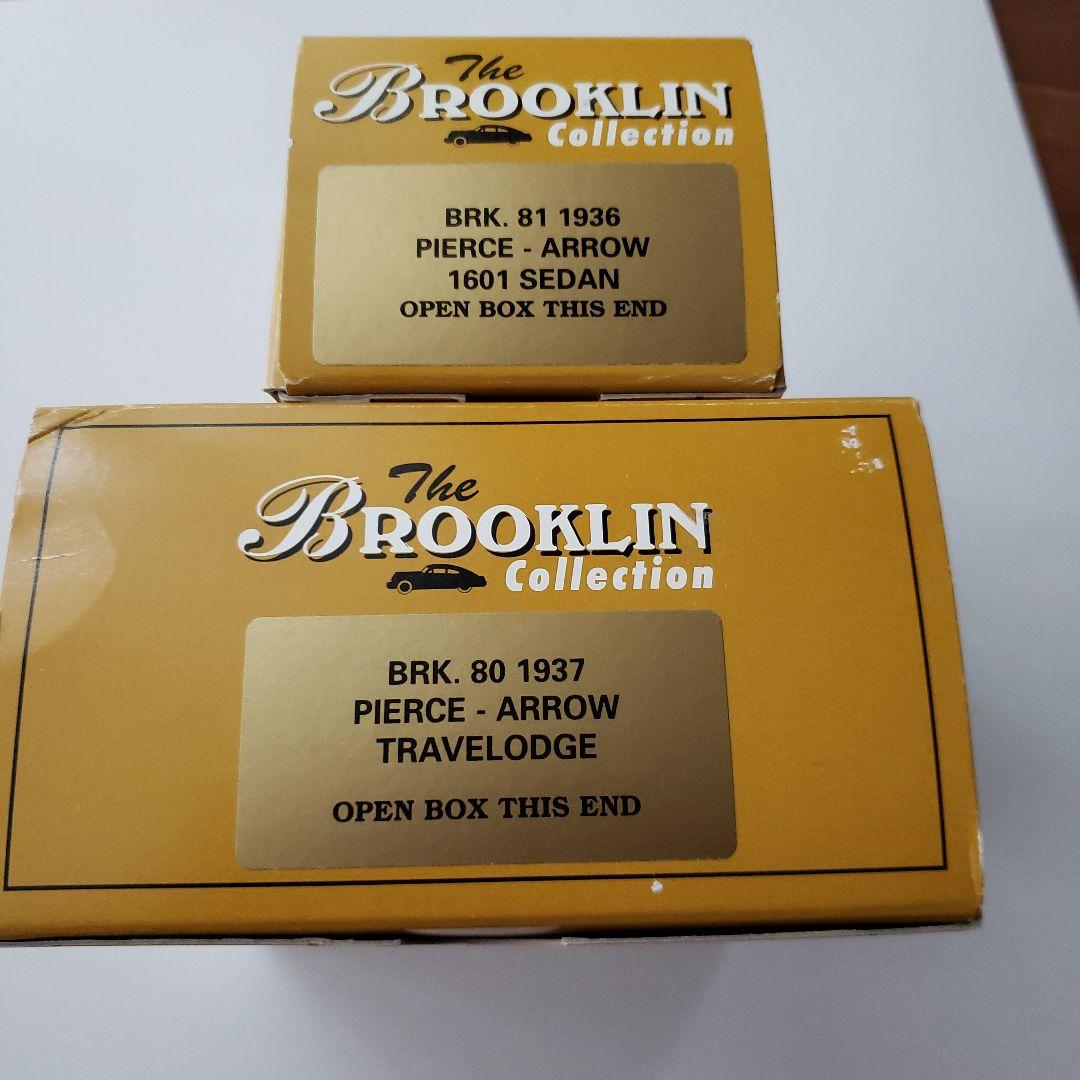 The
BROOKLIN
Collection
BRK. 81 1936
PIERCE - ARROW
1601 SEDAN
OPEN BOX THIS END
The
BROOKLIN
Collection
BRK. 80 1937
PIERCE - ARROW
TRAVELODGE
OPEN BOX THIS END